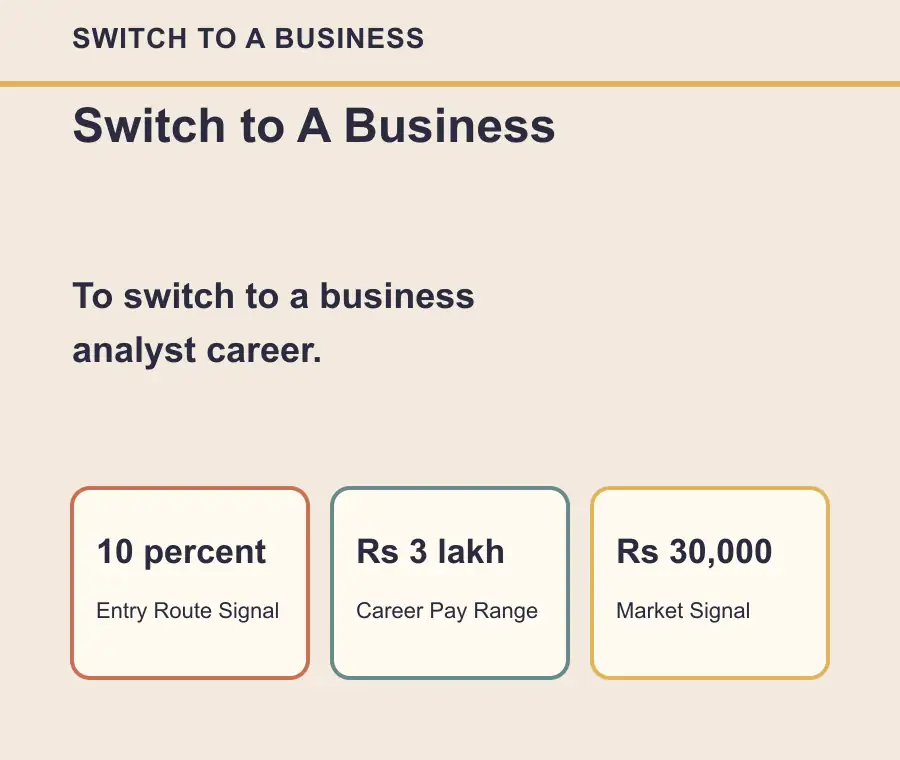 SWITCH TO A BUSINESS
Switch to A Business
To switch to a business
analyst career.
10 percent
Entry Route Signal
Rs 3 lakh
Career Pay Range
Rs 30,000
Market Signal